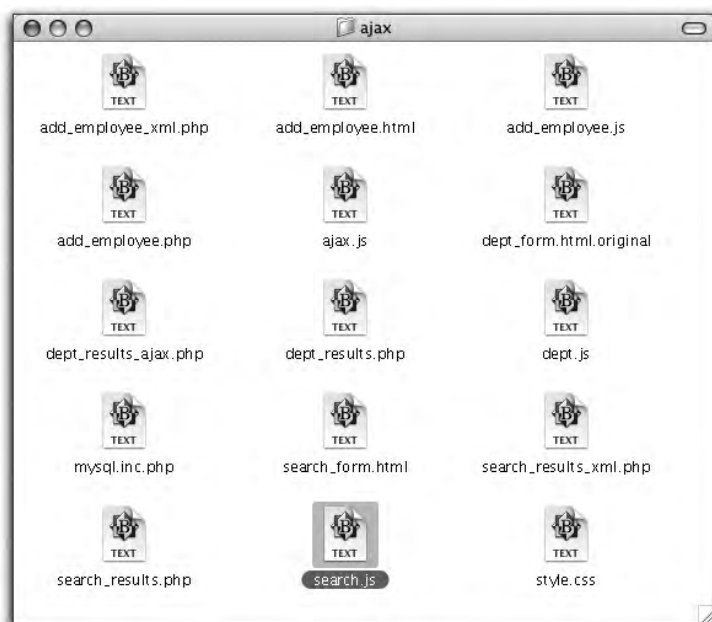 ajax
TEXT TEXT TEXT
add_employee_xml.php add_employee.html add_employee.js
TEXT TEXT TEXT
add_employee.php ajax.js dept_form.html.original
TEXT TEXT TEXT
dept_results_ajax.php dept_results.php dept.js
TEXT TEXT TEXT
mysql.inc.php search_form.html search_results_xml.php
TEXT TEXT TEXT
search_results.php search.js style.css